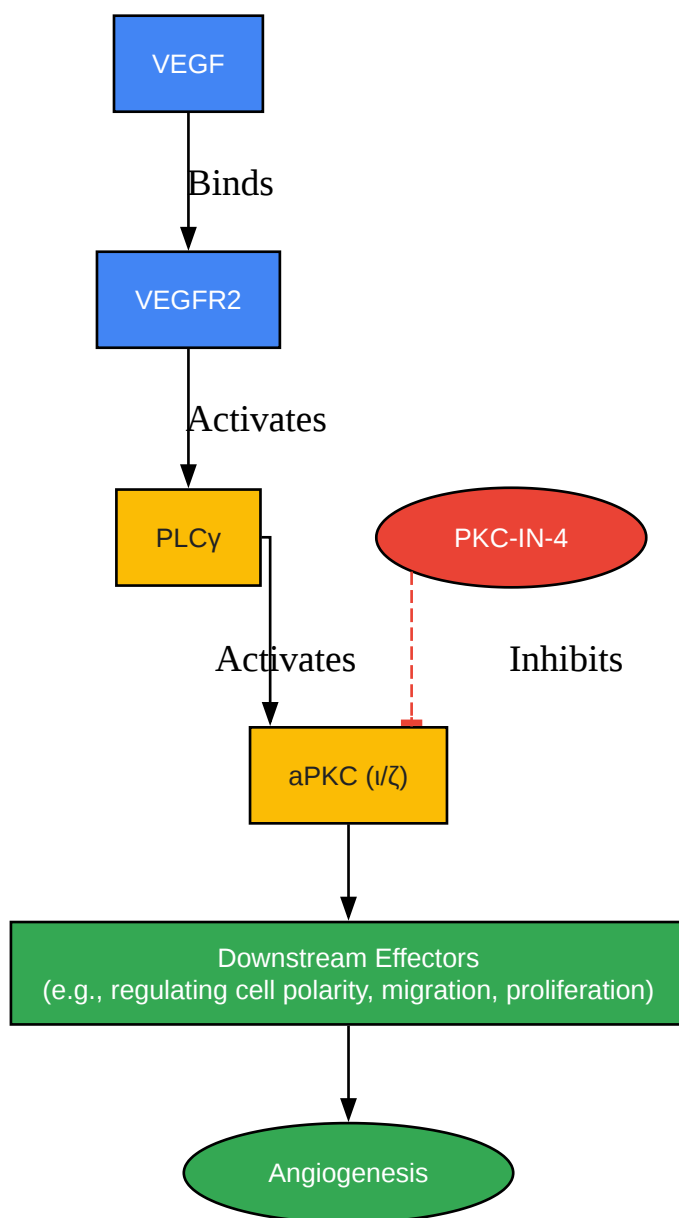 VEGF
Binds
VEGFR2
Activates
PLCγ
PKC-IN-4
Activates
Inhibits
aPKC (ι/ζ)
Downstream Effectors
(e.g., regulating cell polarity, migration, proliferation)
Angiogenesis